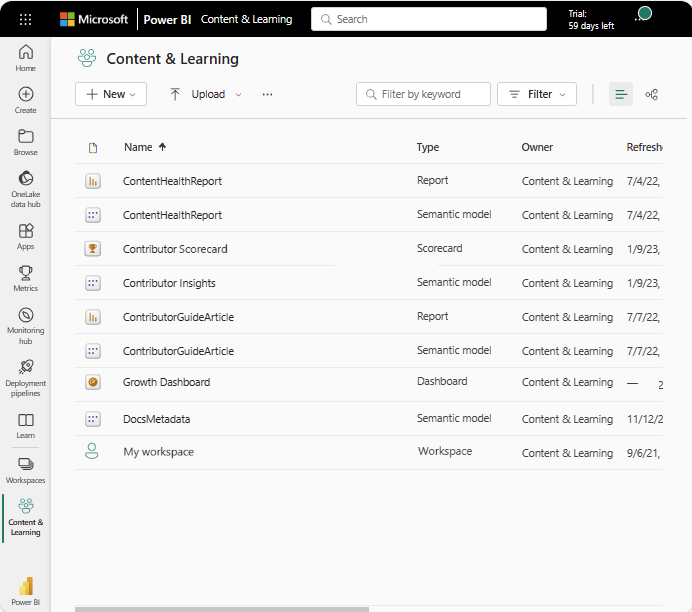 Microsoft Power BI Content & Learning Search Trial:
59 days left
Home
Create
Browse
OneLake
data hub
Apps
Metrics
Monitoring
hub
Deployment
pipelines
Learn
Workspaces
Content &
Learning
Power BI
Content & Learning
New Upload ... Filter by keyword Filter
Name Type Owner Refresh
ContentHealthReport Report Content & Learning 7/4/22,
ContentHealthReport Semantic model Content & Learning 7/4/22,
Contributor Scorecard Scorecard Content & Learning 1/9/23,
Contributor Insights Semantic model Content & Learning 1/9/23,
ContributorGuideArticle Report Content & Learning 7/7/22,
ContributorGuideArticle Semantic model Content & Learning 7/7/22,
Growth Dashboard Dashboard Content & Learning — 2
DocsMetadata Semantic model Content & Learning 11/12/2
My workspace Workspace Content & Learning 9/6/21,